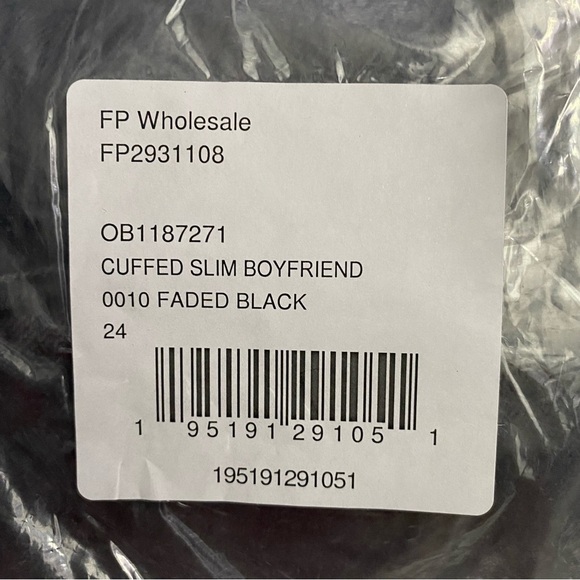 FP Wholesale
FP2931108
OB1187271
CUFFED SLIM BOYFRIEND
0010 FADED BLACK
24
1 95191 29105 1
195191291051